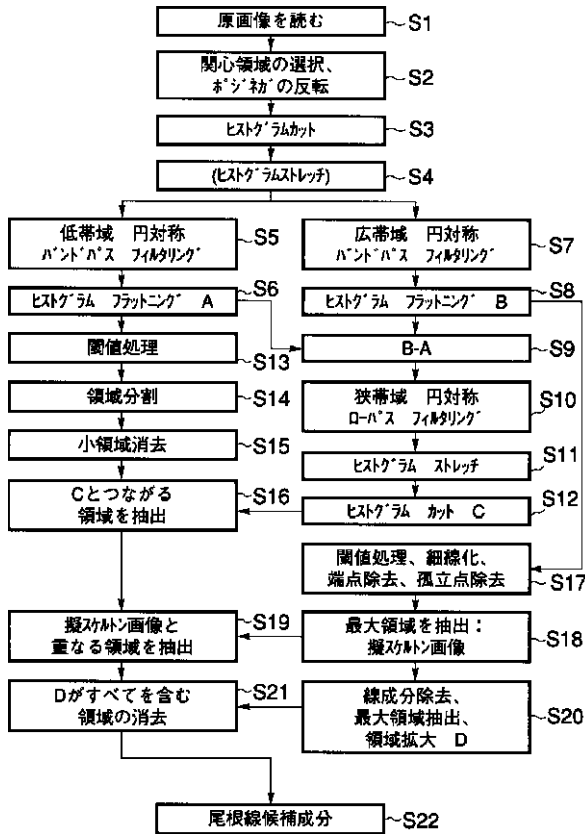 原画像を読む
S1
関心領域の選択、
ポジネガの反転
S2
ヒストグラムカット
S3
(ヒストグラムストレッチ)
S4
低帯域 円対称
バンドパス フィルタリング
S5
広帯域 円対称
バンドパス フィルタリング
S7
ヒストグラム フラットニング A
S6
ヒストグラム フラットニング B
S8
閾値処理
S13
B-A
S9
領域分割
S14
狭帯域 円対称
ローパス フィルタリング
S10
小領域消去
S15
ヒストグラム ストレッチ
S11
Cとつながる
領域を抽出
S16
ヒストグラム カット C
S12
閾値処理、細線化、
端点除去、孤立点除去
S17
擬スケルトン画像と
重なる領域を抽出
S19
最大領域を抽出：
擬スケルトン画像
S18
Dがすべてを含む
領域の消去
S21
線成分除去、
最大領域抽出、
領域拡大 D
S20
尾根線候補成分
S22